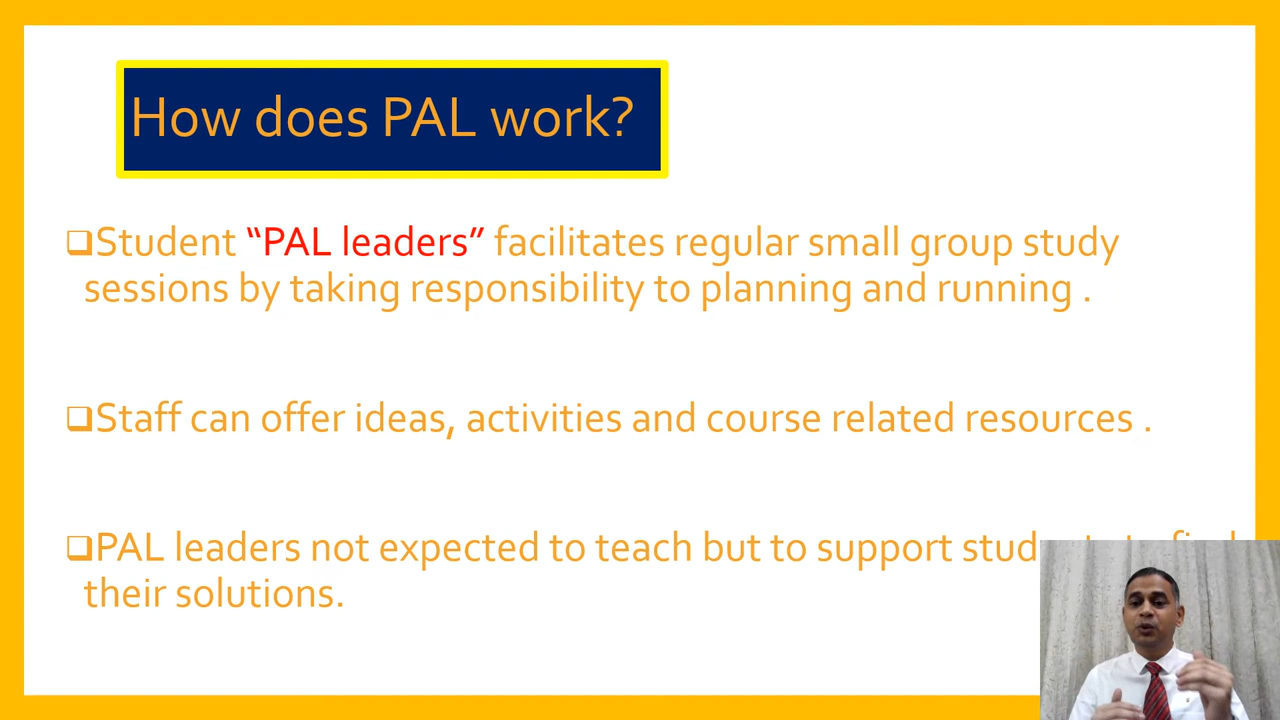 How does PAL work?
Student “PAL leaders” facilitates regular small group study
sessions by taking responsibility to planning and running .
Staff can offer ideas, activities and course related resources .
PAL leaders not expected to teach but to support
their solutions.